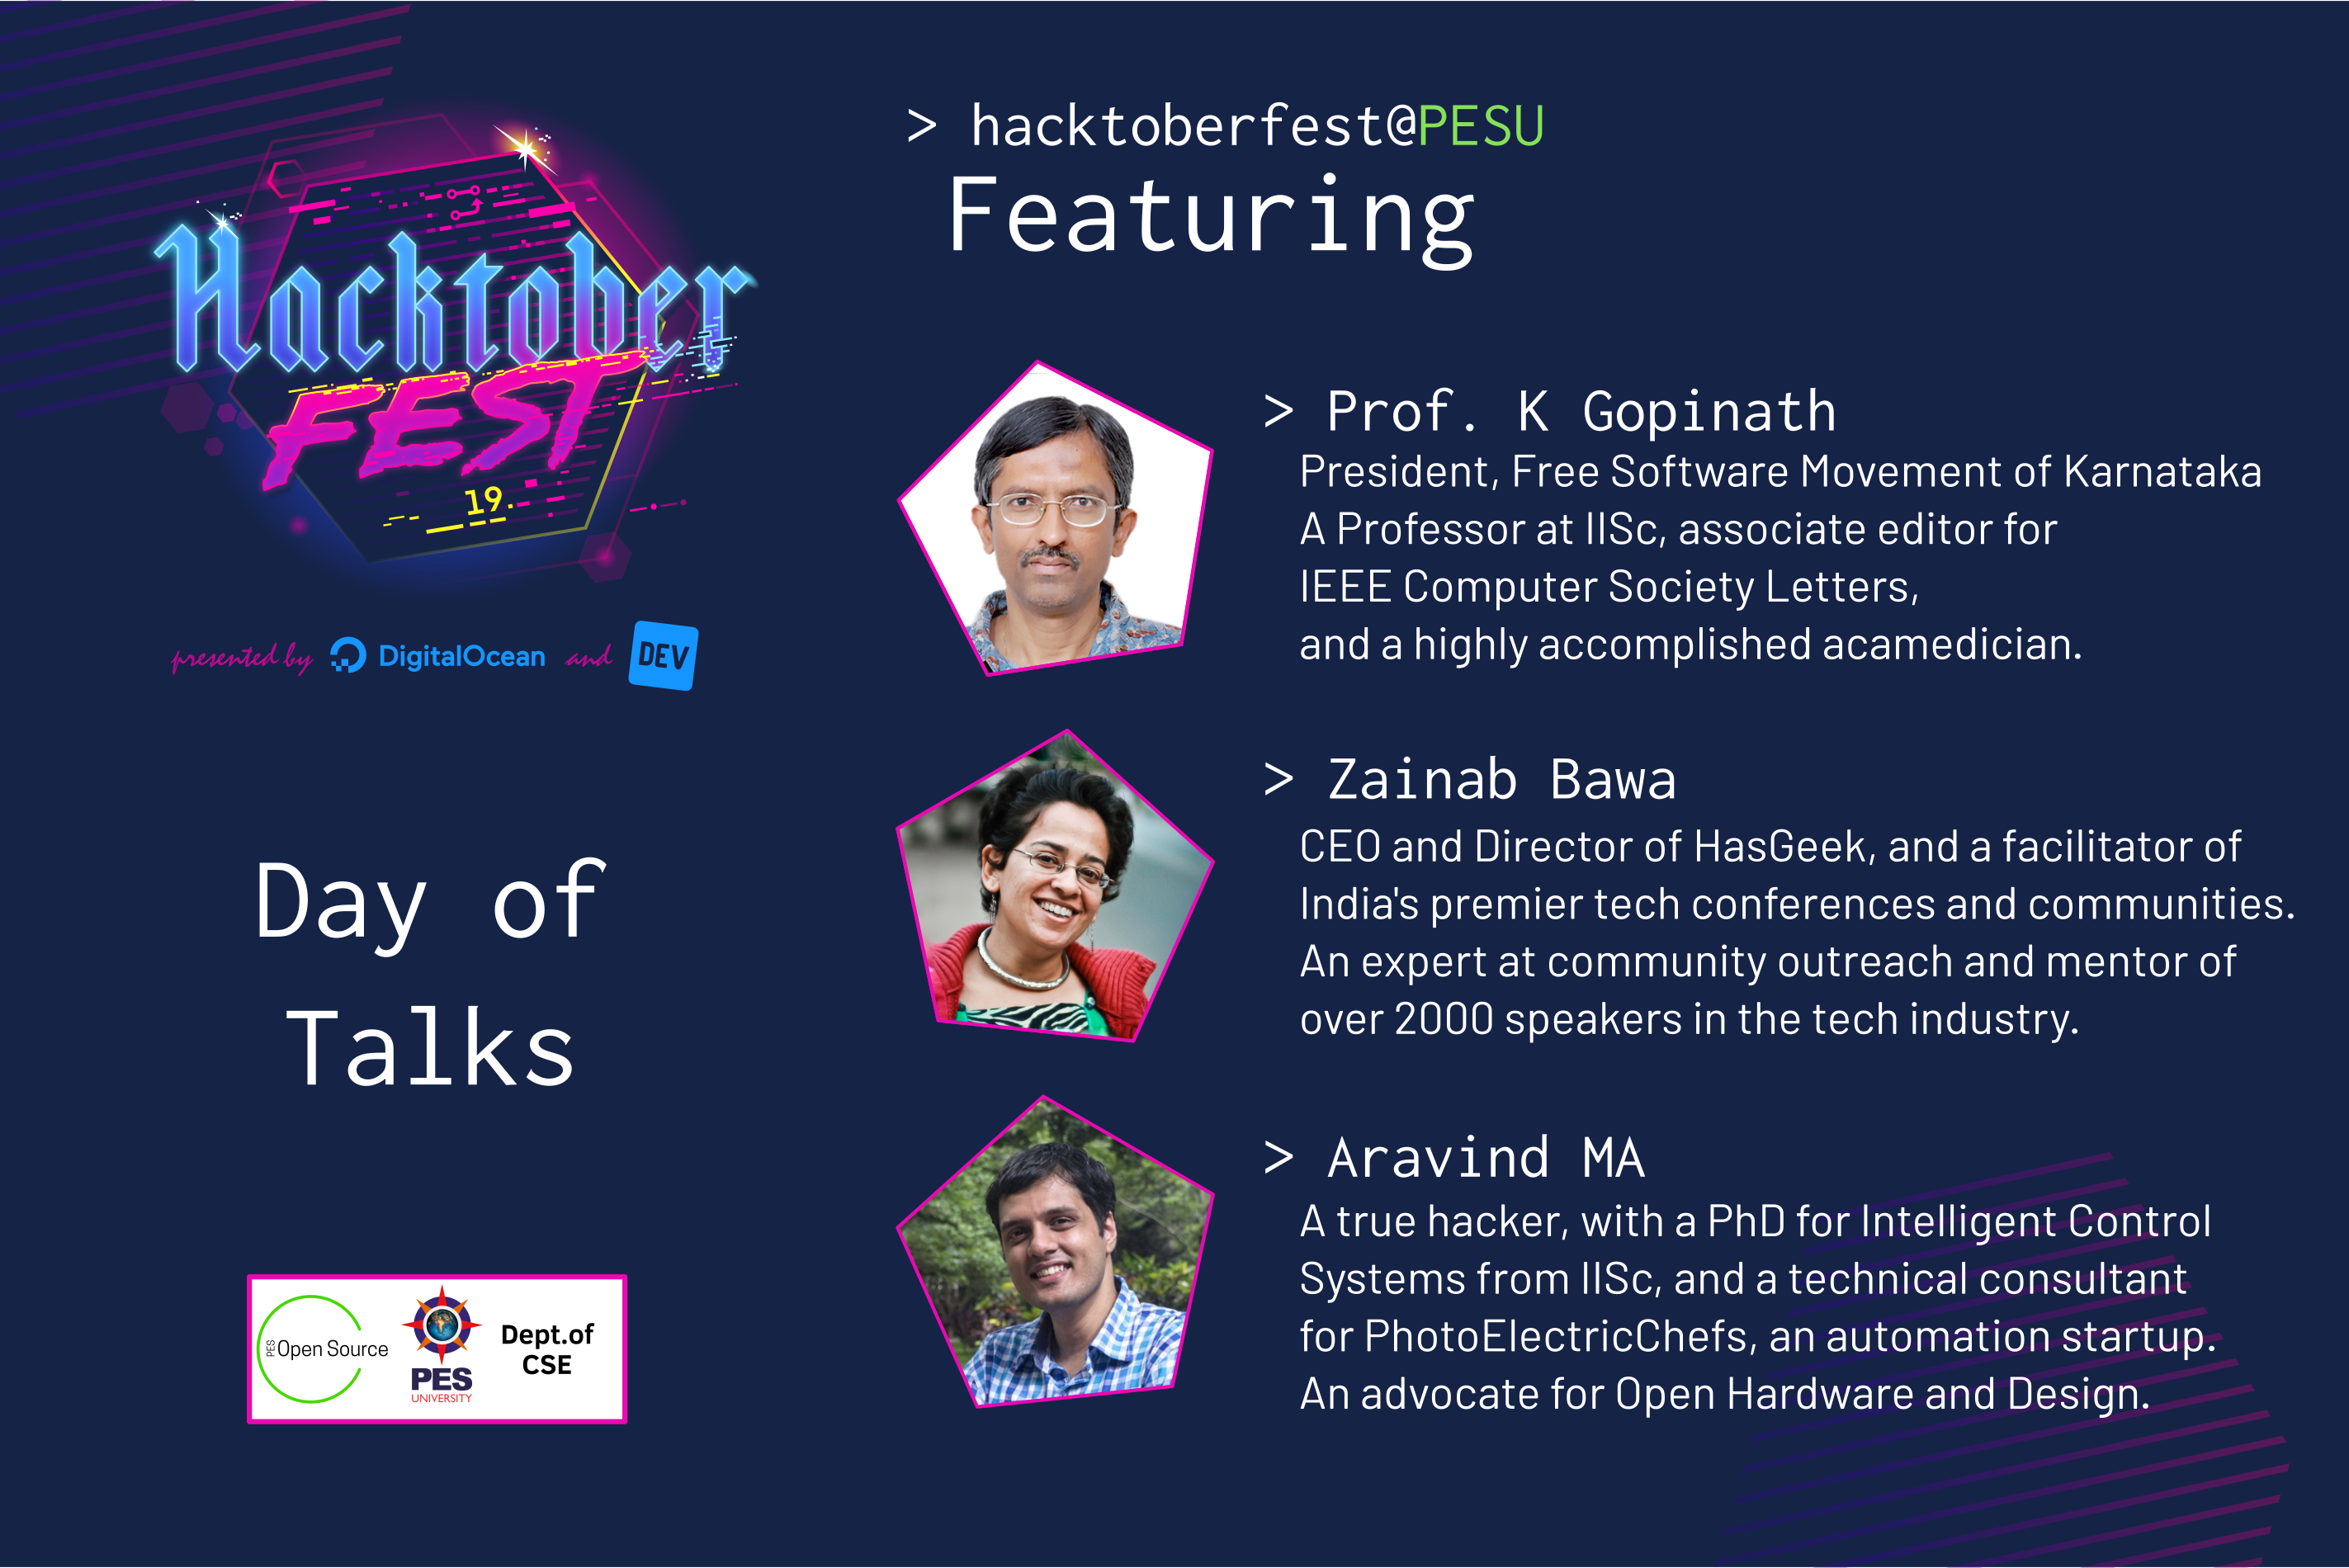 Hacktober
FEST
19.
presented by DigitalOcean and DEV
Day of
Talks
PES Open Source
PES
UNIVERSITY
Dept.of
CSE
> hacktoberfest@PESU
Featuring
> Prof. K Gopinath
President, Free Software Movement of Karnataka
A Professor at IISc, associate editor for
IEEE Computer Society Letters,
and a highly accomplished acamedician.
> Zainab Bawa
CEO and Director of HasGeek, and a facilitator of
India's premier tech conferences and communities.
An expert at community outreach and mentor of
over 2000 speakers in the tech industry.
> Aravind MA
A true hacker, with a PhD for Intelligent Control
Systems from IISc, and a technical consultant
for PhotoElectricChefs, an automation startup.
An advocate for Open Hardware and Design.